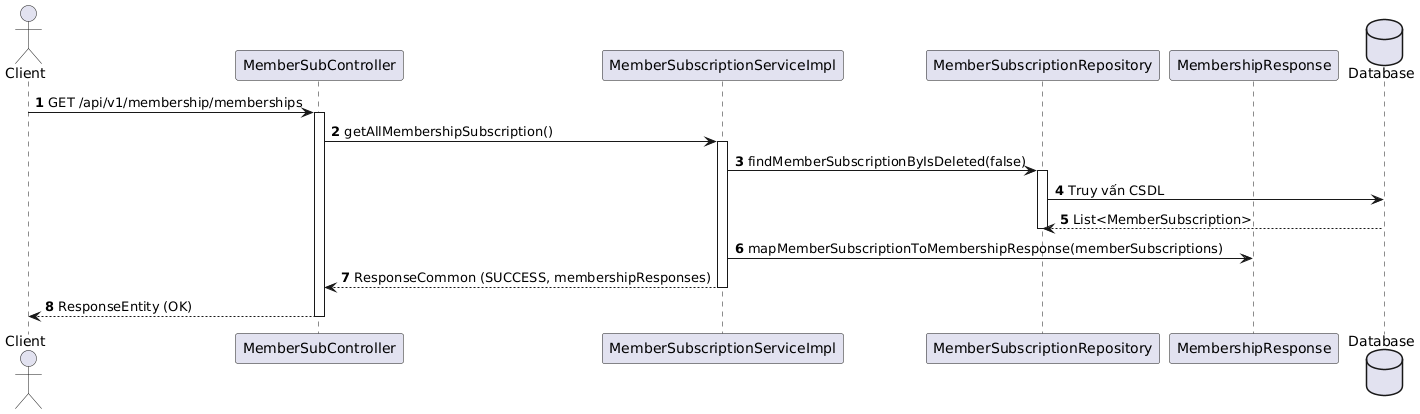 Client
MemberSubController
MemberSubscriptionServiceImpl
MemberSubscriptionRepository
MembershipResponse
Database
1 GET /api/v1/membership/memberships
2 getAllMembershipSubscription()
3 findMemberSubscriptionByIsDeleted(false)
4 Truy vấn CSDL
5 List<MemberSubscription>
6 mapMemberSubscriptionToMembershipResponse(memberSubscriptions)
7 ResponseCommon (SUCCESS, membershipResponses)
8 ResponseEntity (OK)
Client
MemberSubController
MemberSubscriptionServiceImpl
MemberSubscriptionRepository
MembershipResponse
Database